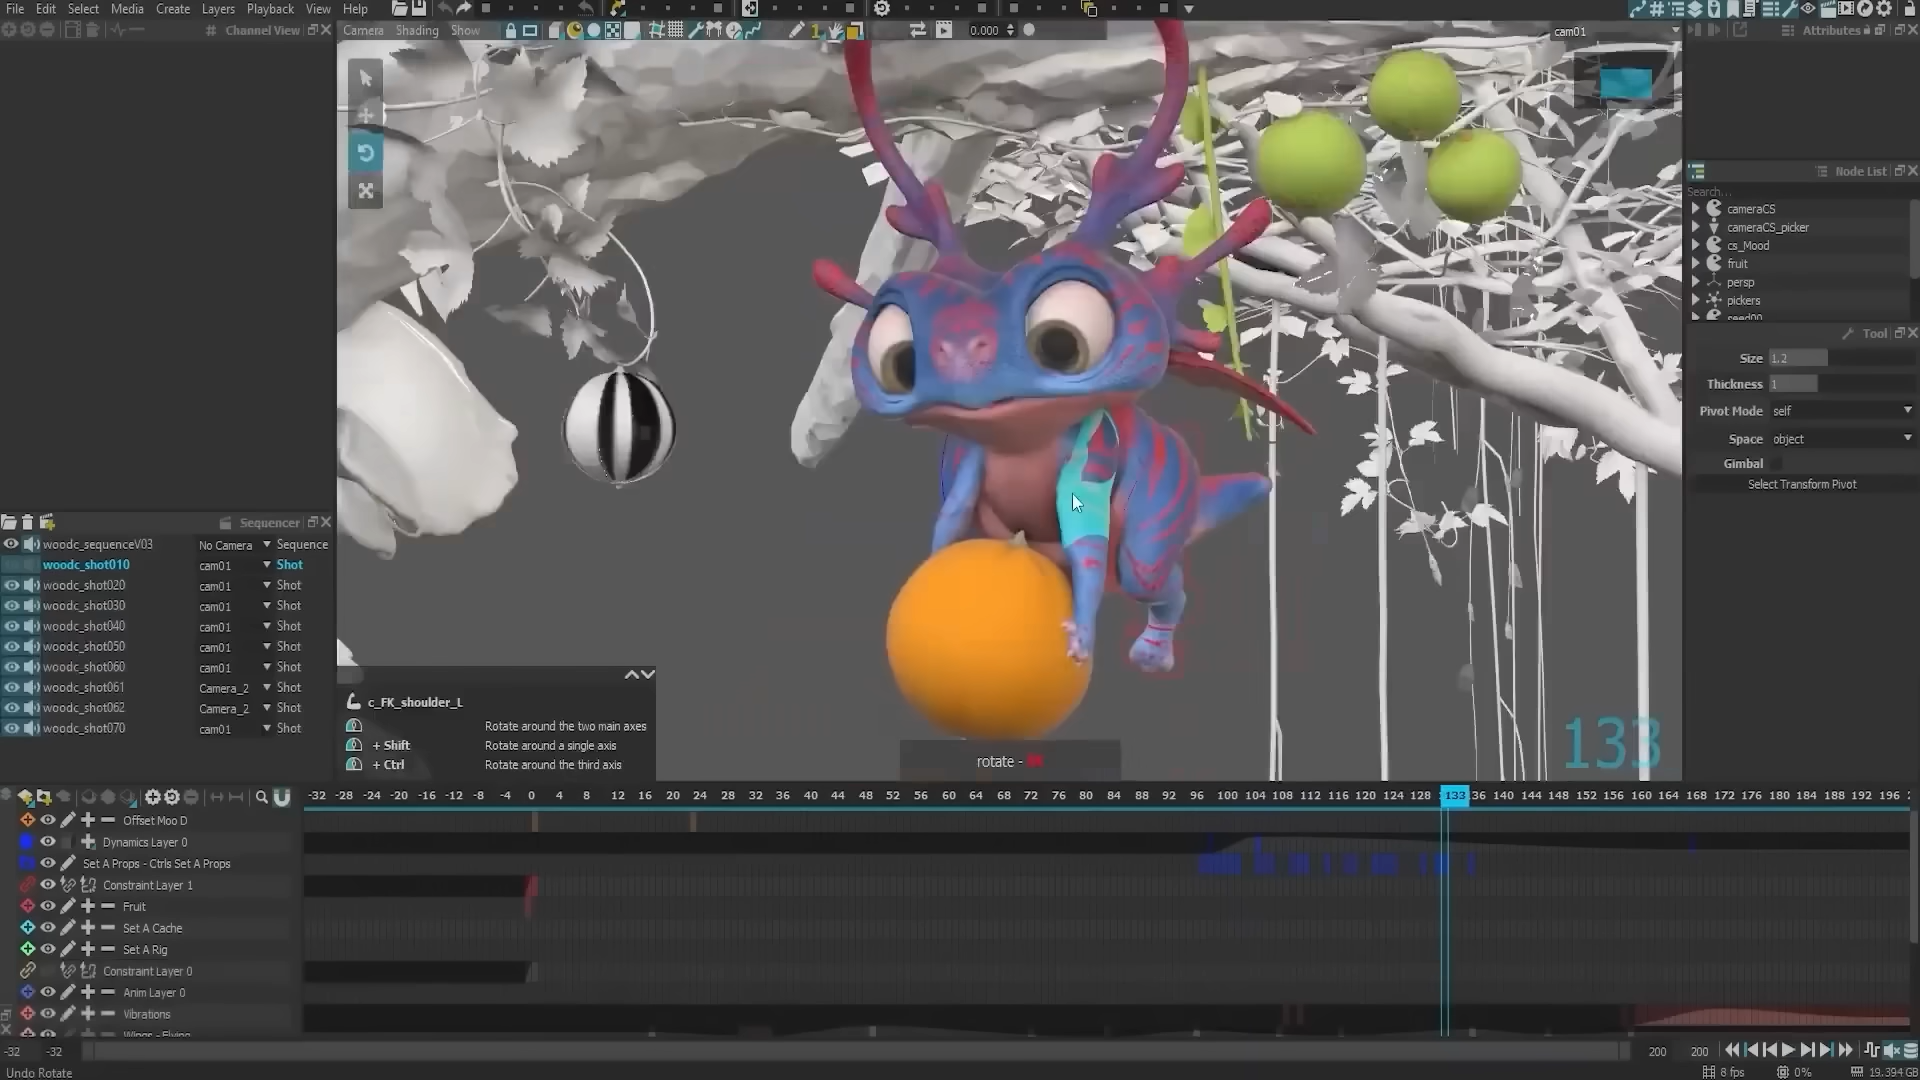 File Edit Select Media Create Layers Playback View Help
Channel View
Camera Shading Show
0.000
cam01
Attributes
Node List
Search...
cameraCS
cameraCS_picker
cs_Mood
fruit
persp
pickers
seed00
Tool
Size 1.2
Thickness 1
Pivot Mode self
Space object
Gimbal
Select Transform Pivot
Sequencer
woodc_sequenceV03 No Camera Sequence
woodc_shot010 cam01 Shot
woodc_shot020 cam01 Shot
woodc_shot030 cam01 Shot
woodc_shot040 cam01 Shot
woodc_shot050 cam01 Shot
woodc_shot060 cam01 Shot
woodc_shot061 Camera_2 Shot
woodc_shot062 Camera_2 Shot
woodc_shot070 cam01 Shot
c_FK_shoulder_L
Rotate around the two main axes
+ Shift Rotate around a single axis
+ Ctrl Rotate around the third axis
rotate -
133
-32 -28 -24 -20 -16 -12 -8 -4 0 4 8 12 16 20 24 28 32 36 40 44 48 52 56 60 64 68 72 76 80 84 88 92 96 100 104 108 112 116 120 124 128 133 136 140 144 148 152 156 160 164 168 172 176 180 184 188 192 196
Offset Moo D
Dynamics Layer 0
Set A Props - Ctrls Set A Props
Constraint Layer 1
Fruit
Set A Cache
Set A Rig
Constraint Layer 0
Anim Layer 0
Vibrations
Wings - Flying
-32 -32 200 200
Undo Rotate 8 fps 0% 19.394 GB